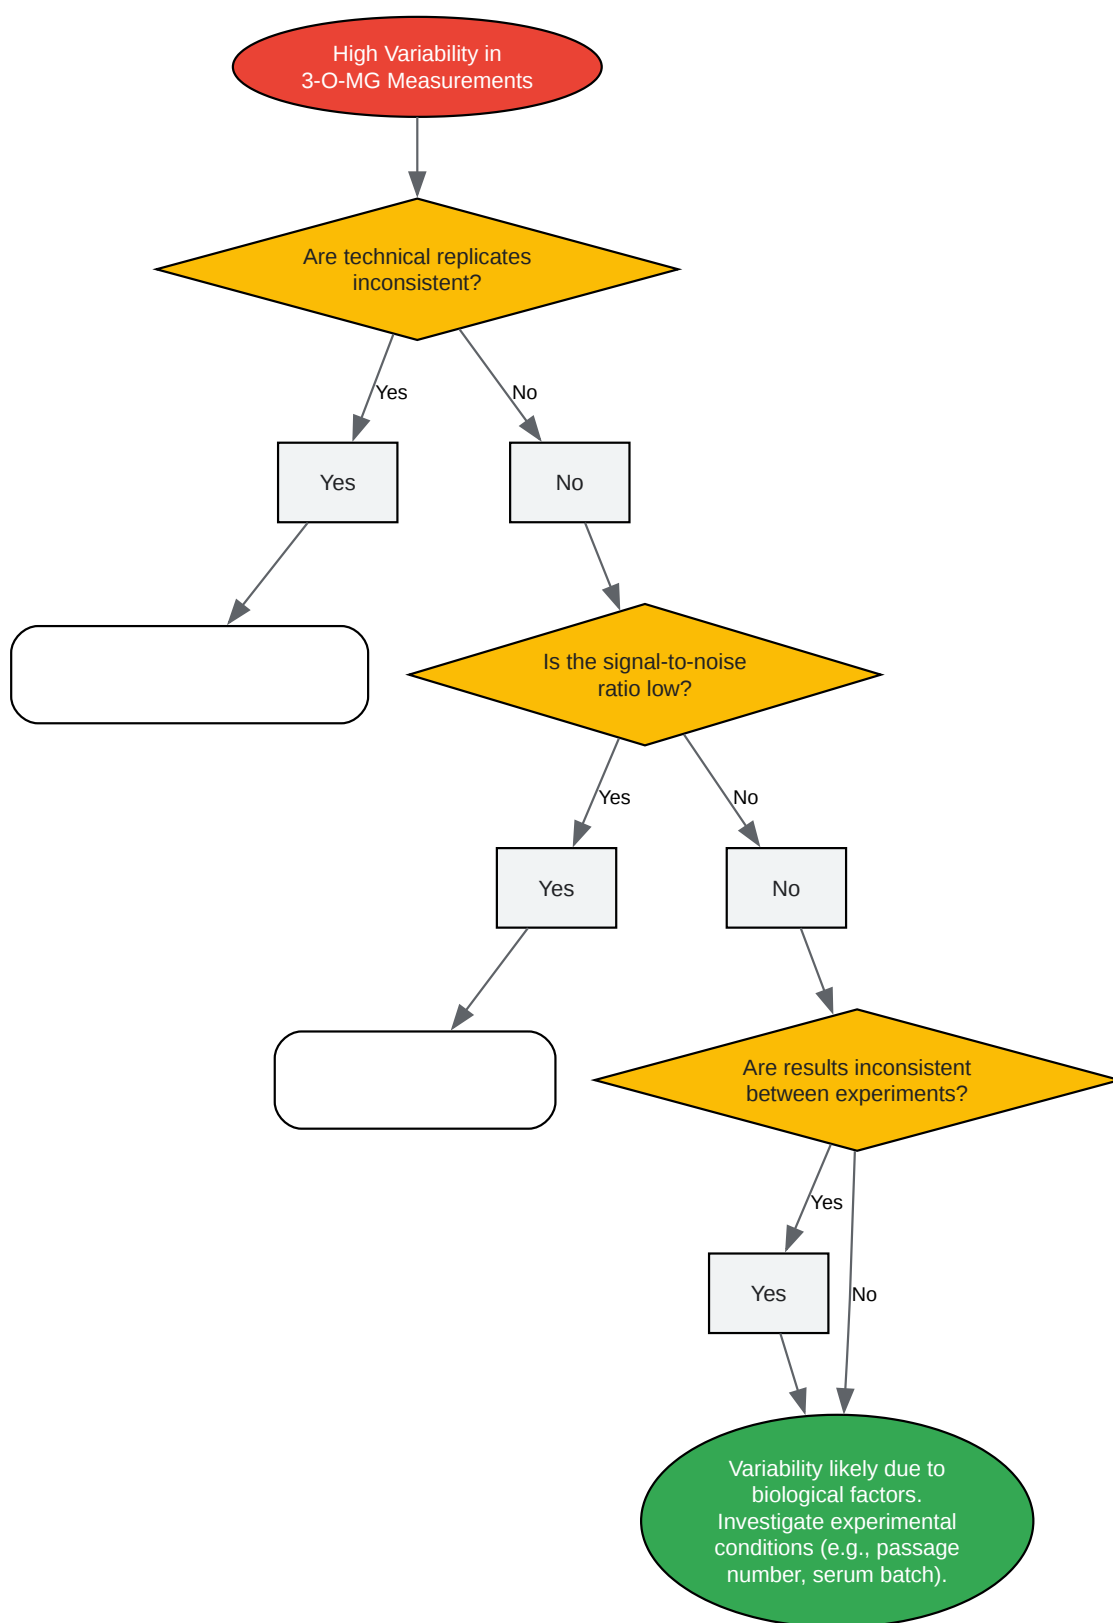 High Variability in
3-O-MG Measurements
Are technical replicates
inconsistent?
Yes
No
Yes
No
Is the signal-to-noise
ratio low?
Yes
No
Yes
No
Are results inconsistent
between experiments?
Yes
Yes
No
Variability likely due to
biological factors.
Investigate experimental
conditions (e.g., passage
number, serum batch).